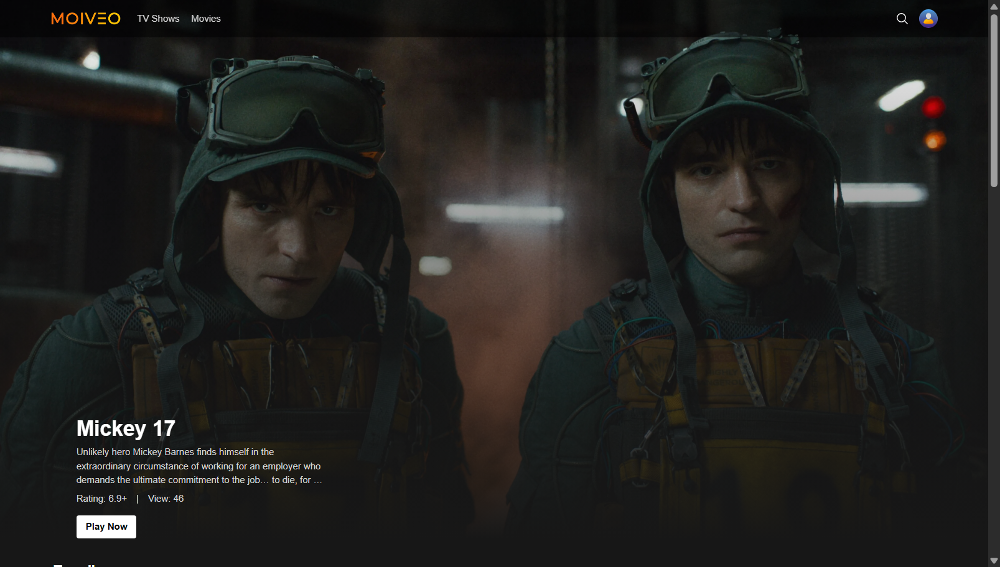 MOIVEO
TV Shows
Movies
Mickey 17
Unlikely hero Mickey Barnes finds himself in the
extraordinary circumstance of working for an employer who
demands the ultimate commitment to the job… to die, for …
Rating: 6.9+ | View: 46
Play Now